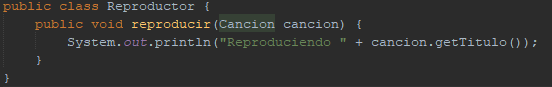 public class Reproductor {
    public void reproducir(Cancion cancion) {
        System.out.println("Reproduciendo " + cancion.getTitulo());
    }
}